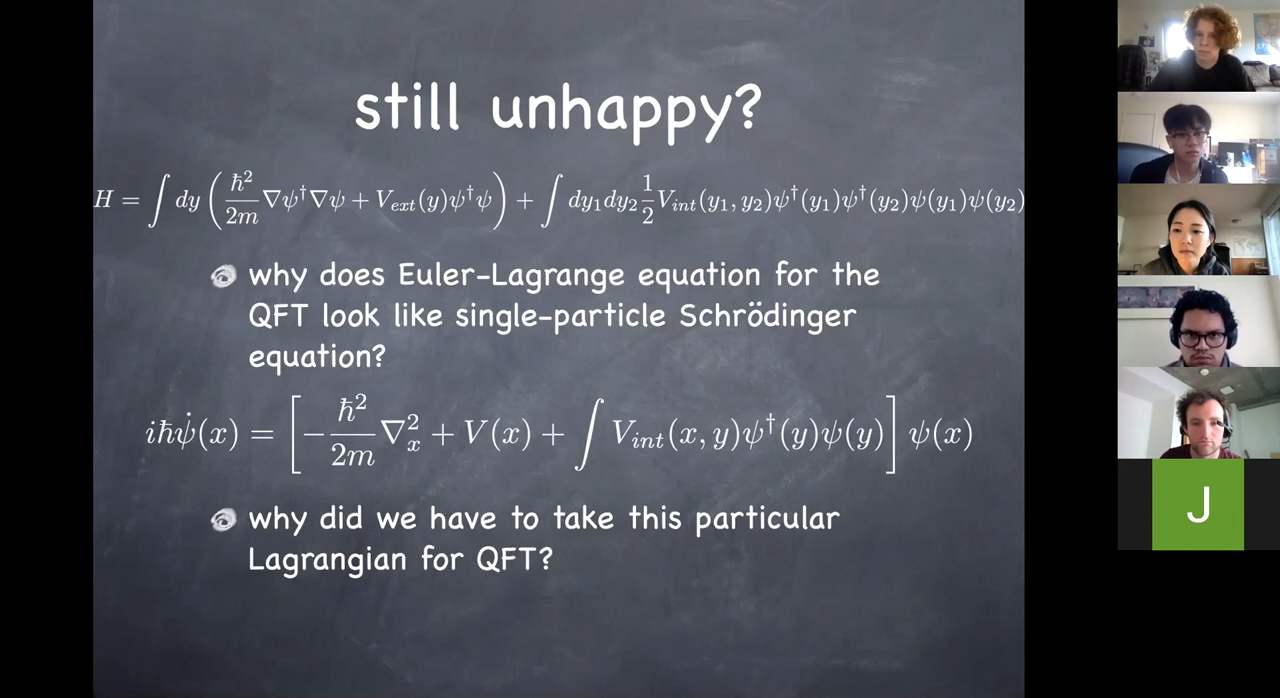 still unhappy?
H = ∫ dy ( ℏ²/2m ∇ψ†∇ψ + V_ext(y)ψ†ψ ) + ∫ dy₁dy₂ 1/2 V_int(y₁, y₂)ψ†(y₁)ψ†(y₂)ψ(y₁)ψ(y₂)
why does Euler-Lagrange equation for the
QFT look like single-particle Schrödinger
equation?
iℏψ̇(x) = [ −ℏ²/2m ∇²ₓ + V(x) + ∫ V_int(x, y)ψ†(y)ψ(y) ] ψ(x)
why did we have to take this particular
Lagrangian for QFT?
J